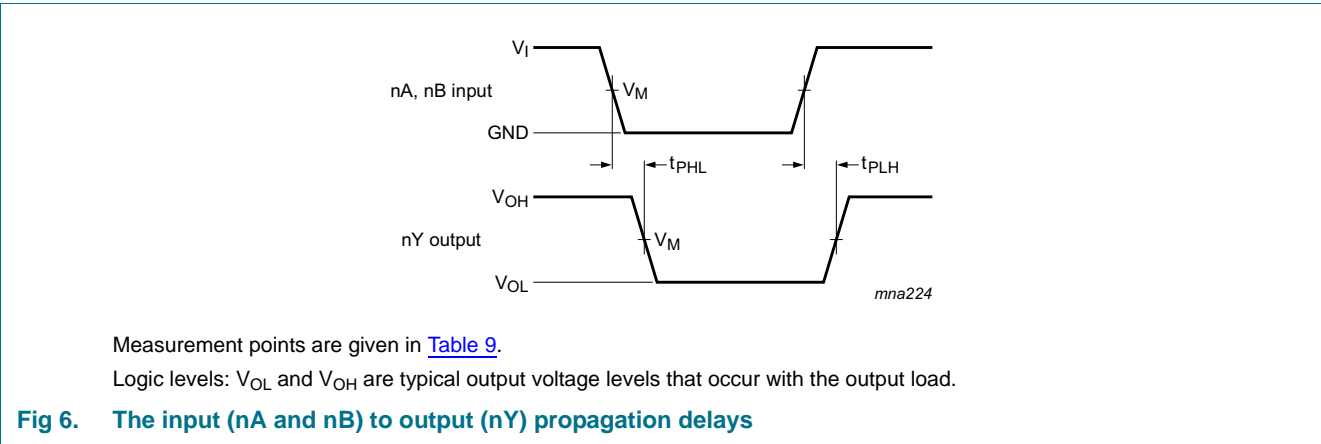 V_I
nA, nB input
V_M
GND
t_PHL
t_PLH
V_OH
nY output
V_M
V_OL
mna224
Measurement points are given in Table 9.
Logic levels: V_OL and V_OH are typical output voltage levels that occur with the output load.
Fig 6. The input (nA and nB) to output (nY) propagation delays